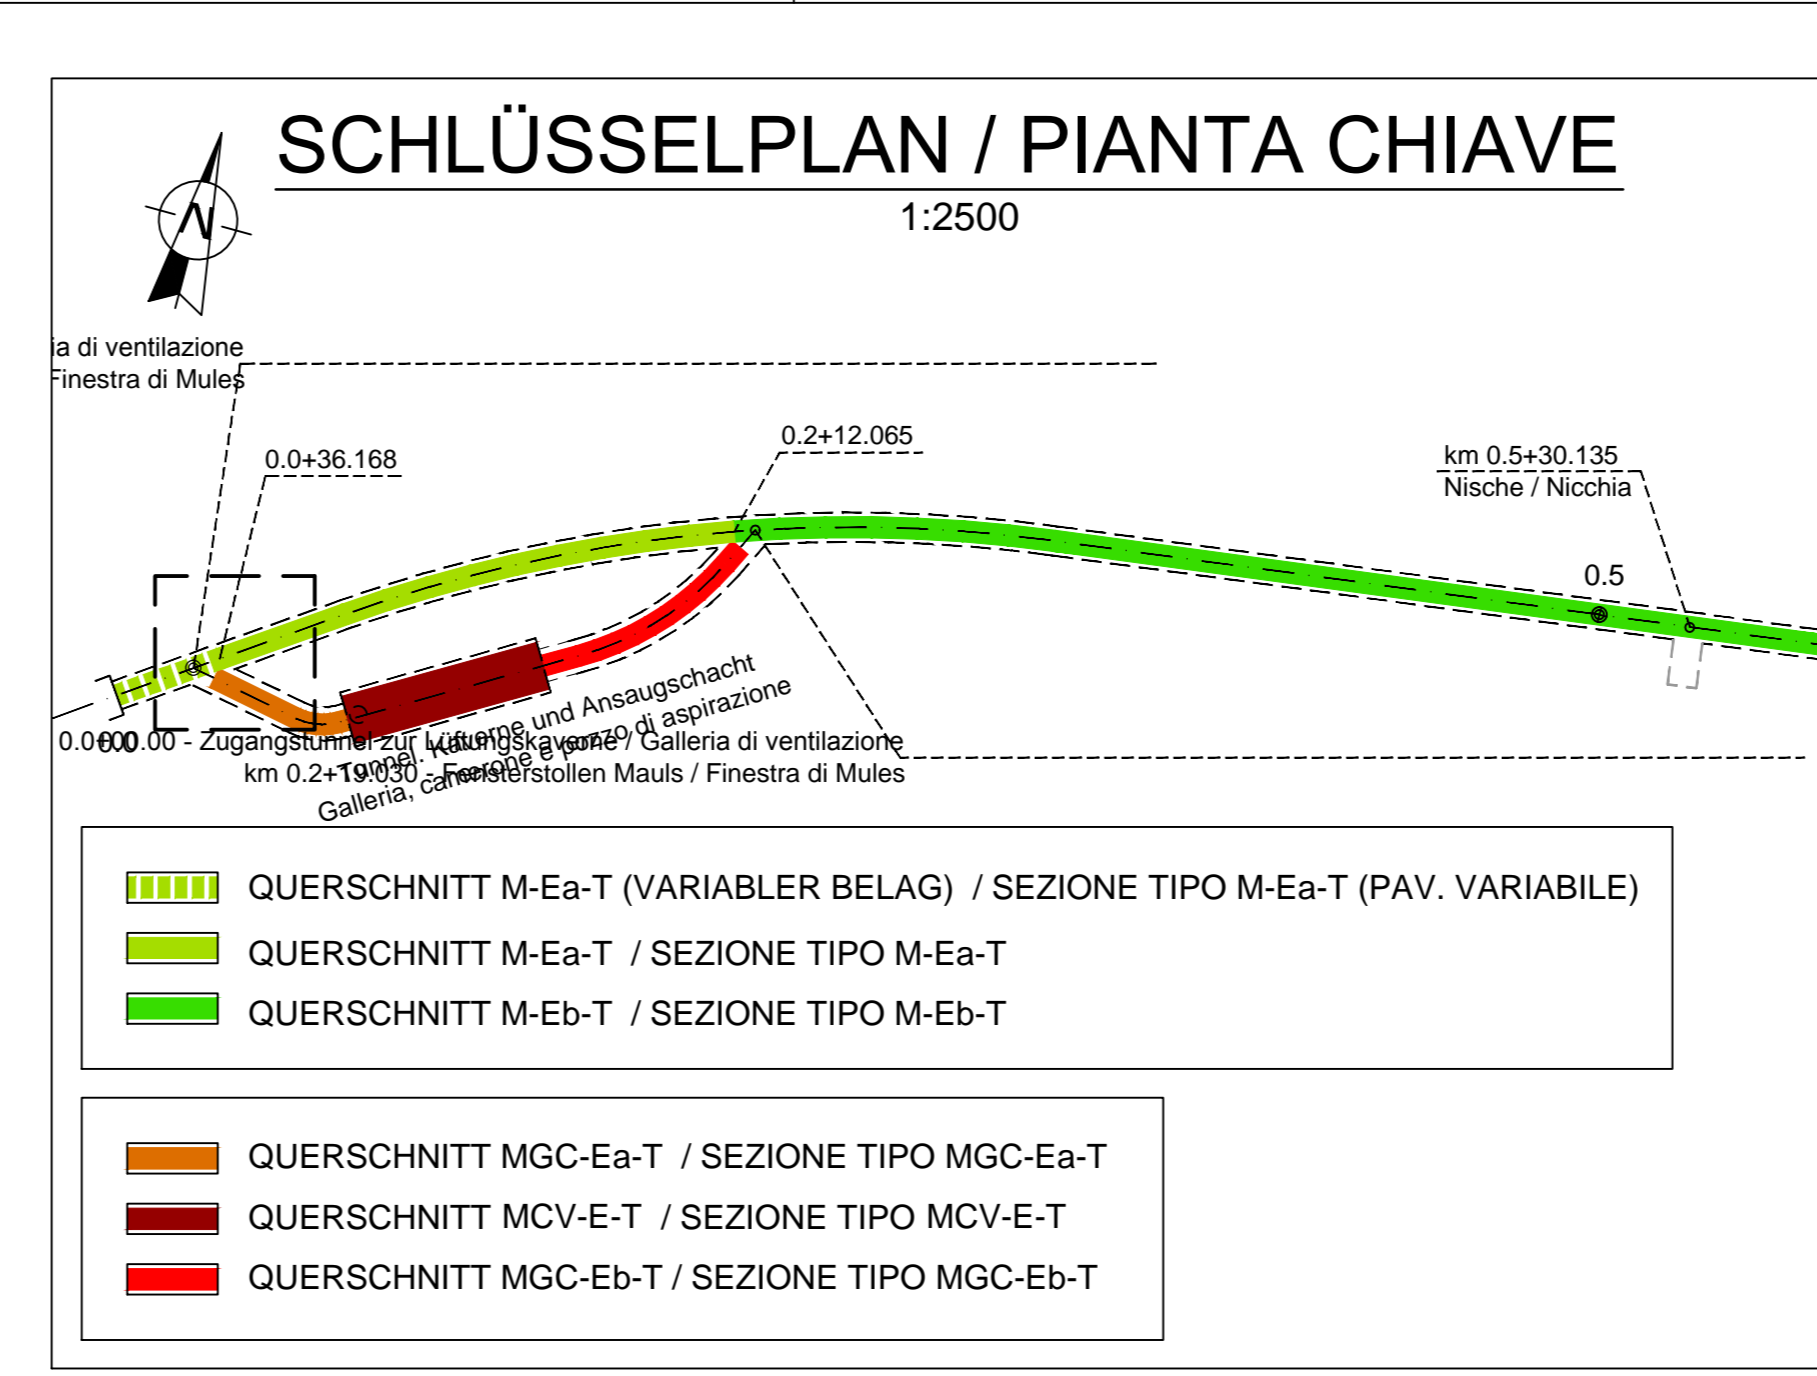 SCHLÜSSELPLAN / PIANTA CHIAVE
1:2500
N
ia di ventilazione
Finestra di Mules
0.0+36.168
0.2+12.065
km 0.5+30.135
Nische / Nicchia
0.5
0.0
0.0+00.00 - Zugangstunnel zur Lüftungskaverne / Galleria di ventilazione
km 0.2+19.030 - Fensterstollen Mauls / Finestra di Mules
Tunnel. Kaverne und Ansaugschacht
Galleria, camerone e pozzo di aspirazione
QUERSCHNITT M-Ea-T (VARIABLER BELAG) / SEZIONE TIPO M-Ea-T (PAV. VARIABILE)
QUERSCHNITT M-Ea-T / SEZIONE TIPO M-Ea-T
QUERSCHNITT M-Eb-T / SEZIONE TIPO M-Eb-T
QUERSCHNITT MGC-Ea-T / SEZIONE TIPO MGC-Ea-T
QUERSCHNITT MCV-E-T / SEZIONE TIPO MCV-E-T
QUERSCHNITT MGC-Eb-T / SEZIONE TIPO MGC-Eb-T